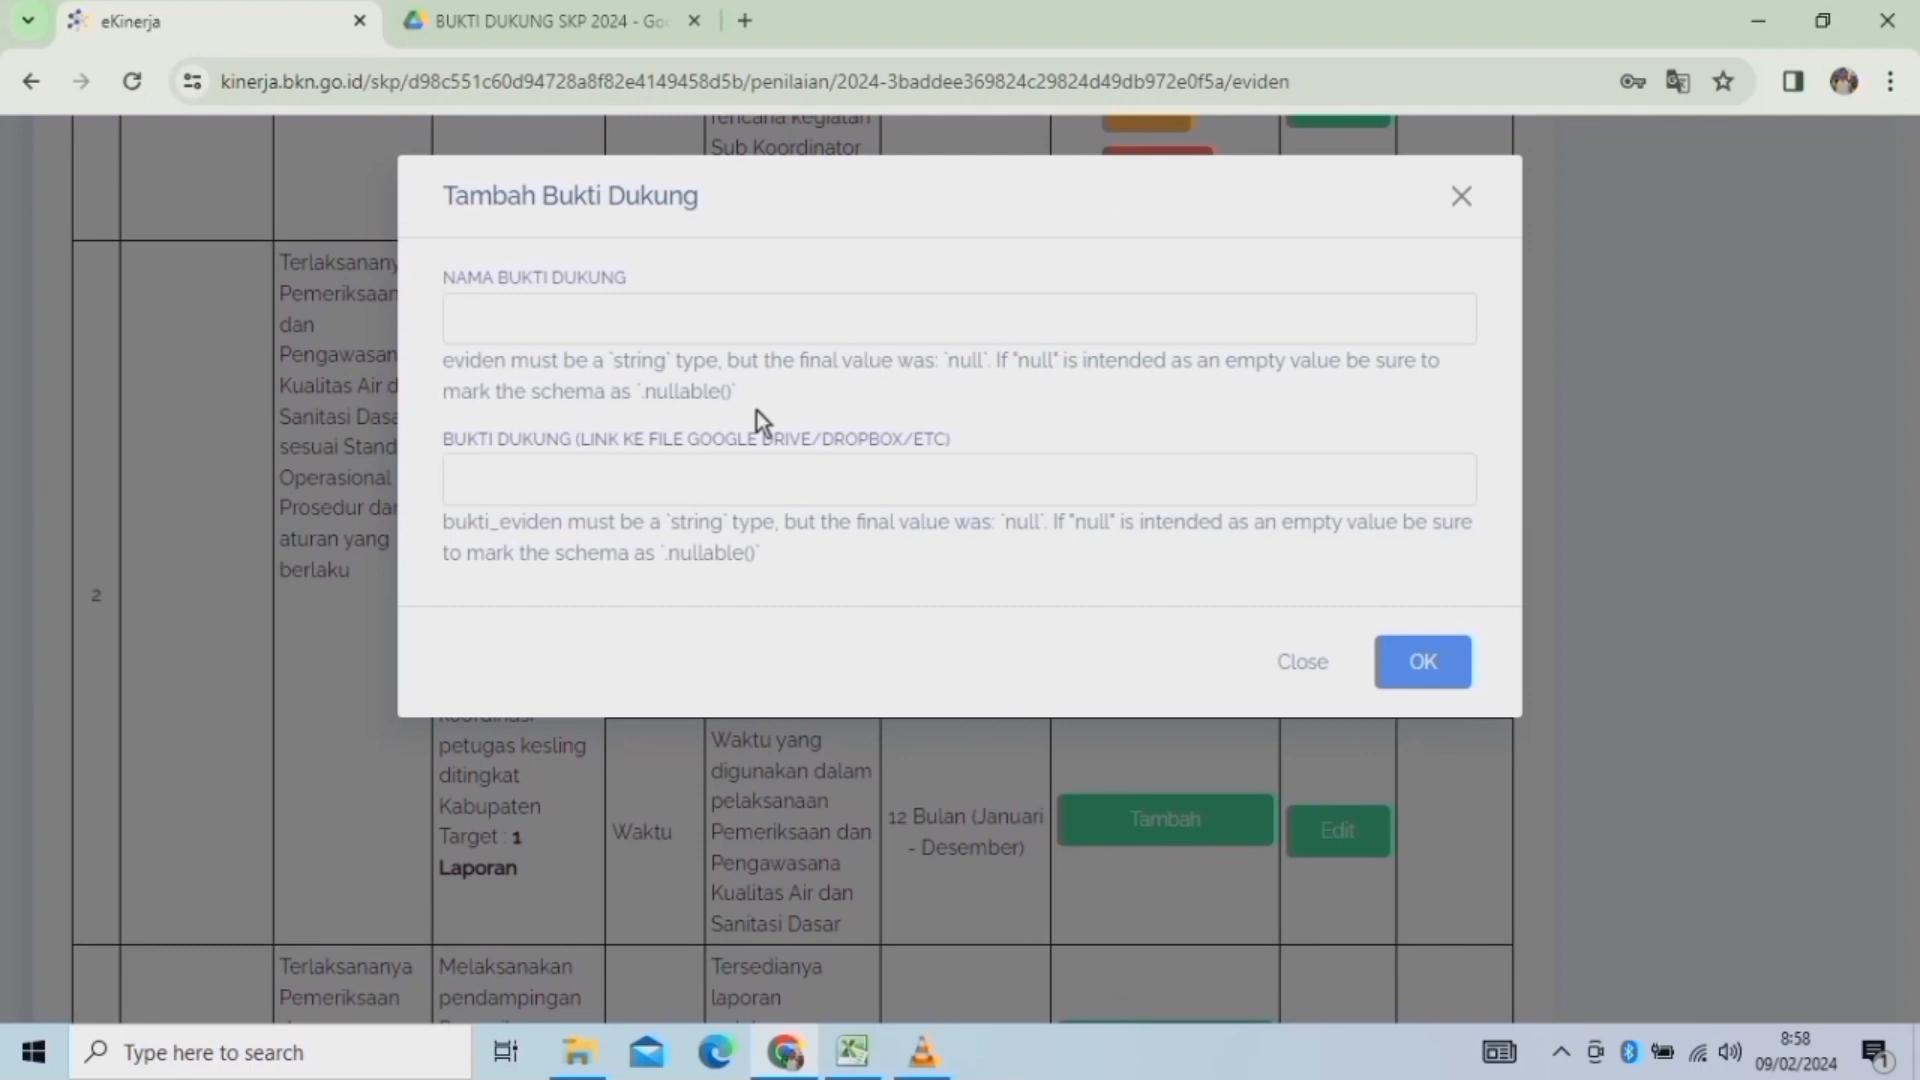 eKinerja
BUKTI DUKUNG SKP 2024 - Goo
kinerja.bkn.go.id/skp/d98c551c60d94728a8f82e4149458d5b/penilaian/2024-3baddee369824c29824d49db972e0f5a/eviden
rencana kegiatan
Sub Koordinator
Tambah Bukti Dukung
NAMA BUKTI DUKUNG
eviden must be a `string` type, but the final value was: `null`. If "null" is intended as an empty value be sure to
mark the schema as `.nullable()`
BUKTI DUKUNG (LINK KE FILE GOOGLE DRIVE/DROPBOX/ETC)
bukti_eviden must be a `string` type, but the final value was: `null`. If "null" is intended as an empty value be sure
to mark the schema as `.nullable()`
Close
OK
2
Terlaksanany
Pemeriksaan
dan
Pengawasan
Kualitas Air d
Sanitasi Dasa
sesuai Stand
Operasional
Prosedur dan
aturan yang
berlaku
koordinasi
petugas kesling
ditingkat
Kabupaten
Target : 1
Laporan
Waktu
Waktu yang
digunakan dalam
pelaksanaan
Pemeriksaan dan
Pengawasana
Kualitas Air dan
Sanitasi Dasar
12 Bulan (Januari
- Desember)
Tambah
Edit
Terlaksananya
Pemeriksaan
Melaksanakan
pendampingan
Tersedianya
laporan
Type here to search
8:58
09/02/2024
1